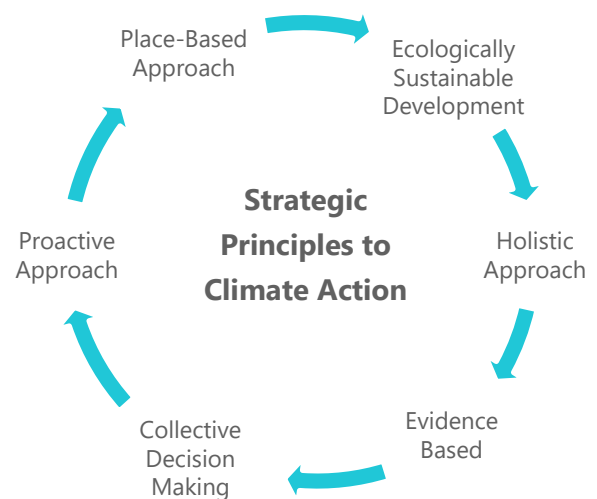 Place-Based
Approach
Ecologically
Sustainable
Development
Strategic
Principles to
Climate Action
Holistic
Approach
Evidence
Based
Collective
Decision
Making
Proactive
Approach